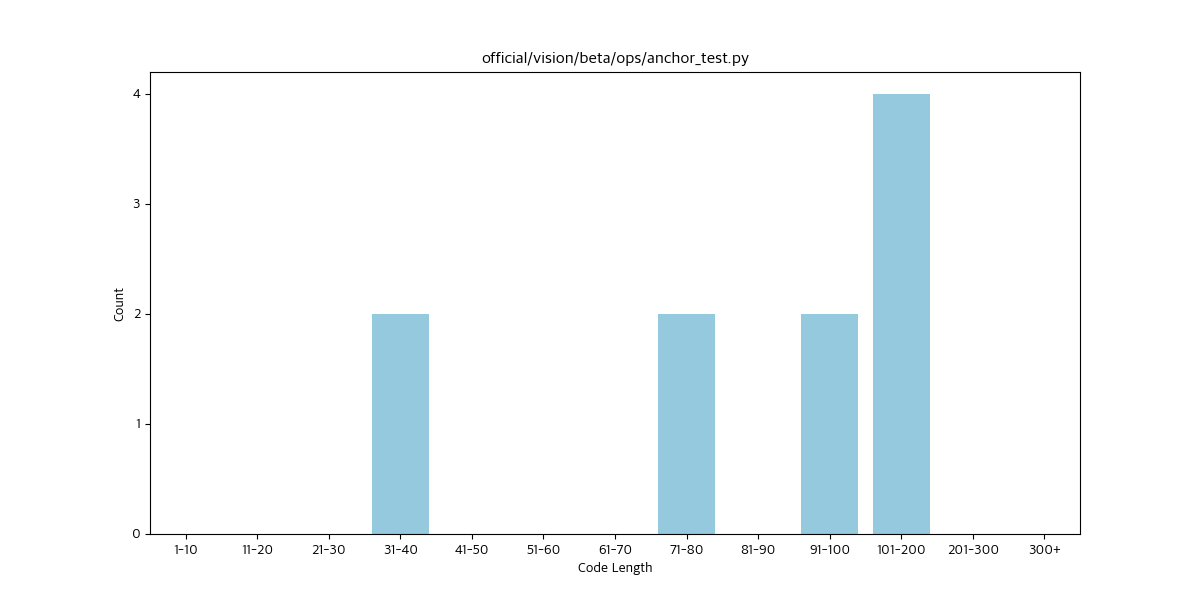 official/vision/beta/ops/anchor_test.py
4
3
2
1
0
Count
1-10 11-20 21-30 31-40 41-50 51-60 61-70 71-80 81-90 91-100 101-200 201-300 300+
Code Length